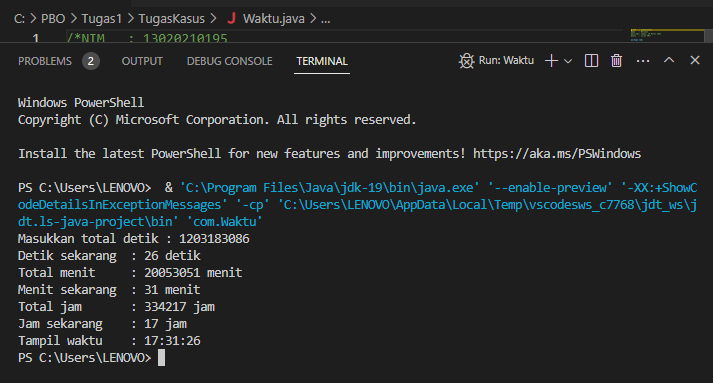 C: > PBO > Tugas1 > TugasKasus > J Waktu.java > ...
1 /*NIM : 13020210195
PROBLEMS 2 OUTPUT DEBUG CONSOLE TERMINAL Run: Waktu
Windows PowerShell
Copyright (C) Microsoft Corporation. All rights reserved.
Install the latest PowerShell for new features and improvements! https://aka.ms/PSWindows
PS C:\Users\LENOVO>  & 'C:\Program Files\Java\jdk-19\bin\java.exe' '--enable-preview' '-XX:+ShowC
odeDetailsInExceptionMessages' '-cp' 'C:\Users\LENOVO\AppData\Local\Temp\vscodesws_c7768\jdt_ws\j
dt.ls-java-project\bin' 'com.Waktu'
Masukkan total detik : 1203183086
Detik sekarang  : 26 detik
Total menit     : 20053051 menit
Menit sekarang  : 31 menit
Total jam       : 334217 jam
Jam sekarang    : 17 jam
Tampil waktu    : 17:31:26
PS C:\Users\LENOVO>